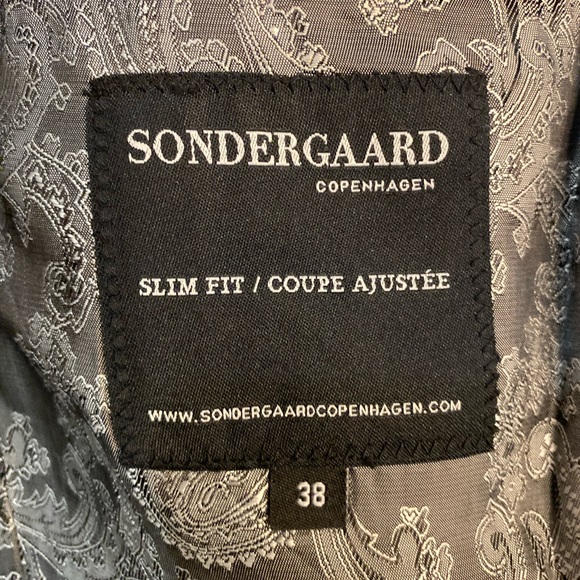 SONDERGAARD
COPENHAGEN
SLIM FIT / COUPE AJUSTÉE
WWW.SONDERGAARDCOPENHAGEN.COM
38